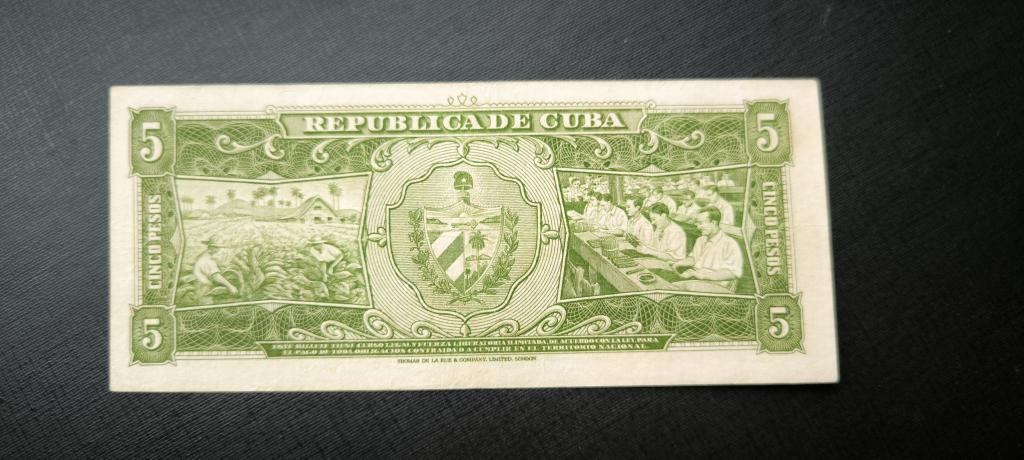 5
REPUBLICA DE CUBA
5
CINCO PESOS
CINCO PESOS
5
ESTE BILLETE TIENE CURSO LEGAL Y FUERZA LIBERATORIA ILIMITADA, DE ACUERDO CON LA LEY, PARA
EL PAGO DE TODA OBLIGACION CONTRAIDA O A CUMPLIR EN EL TERRITORIO NACIONAL.
5
THOMAS DE LA RUE & COMPANY, LIMITED, LONDON